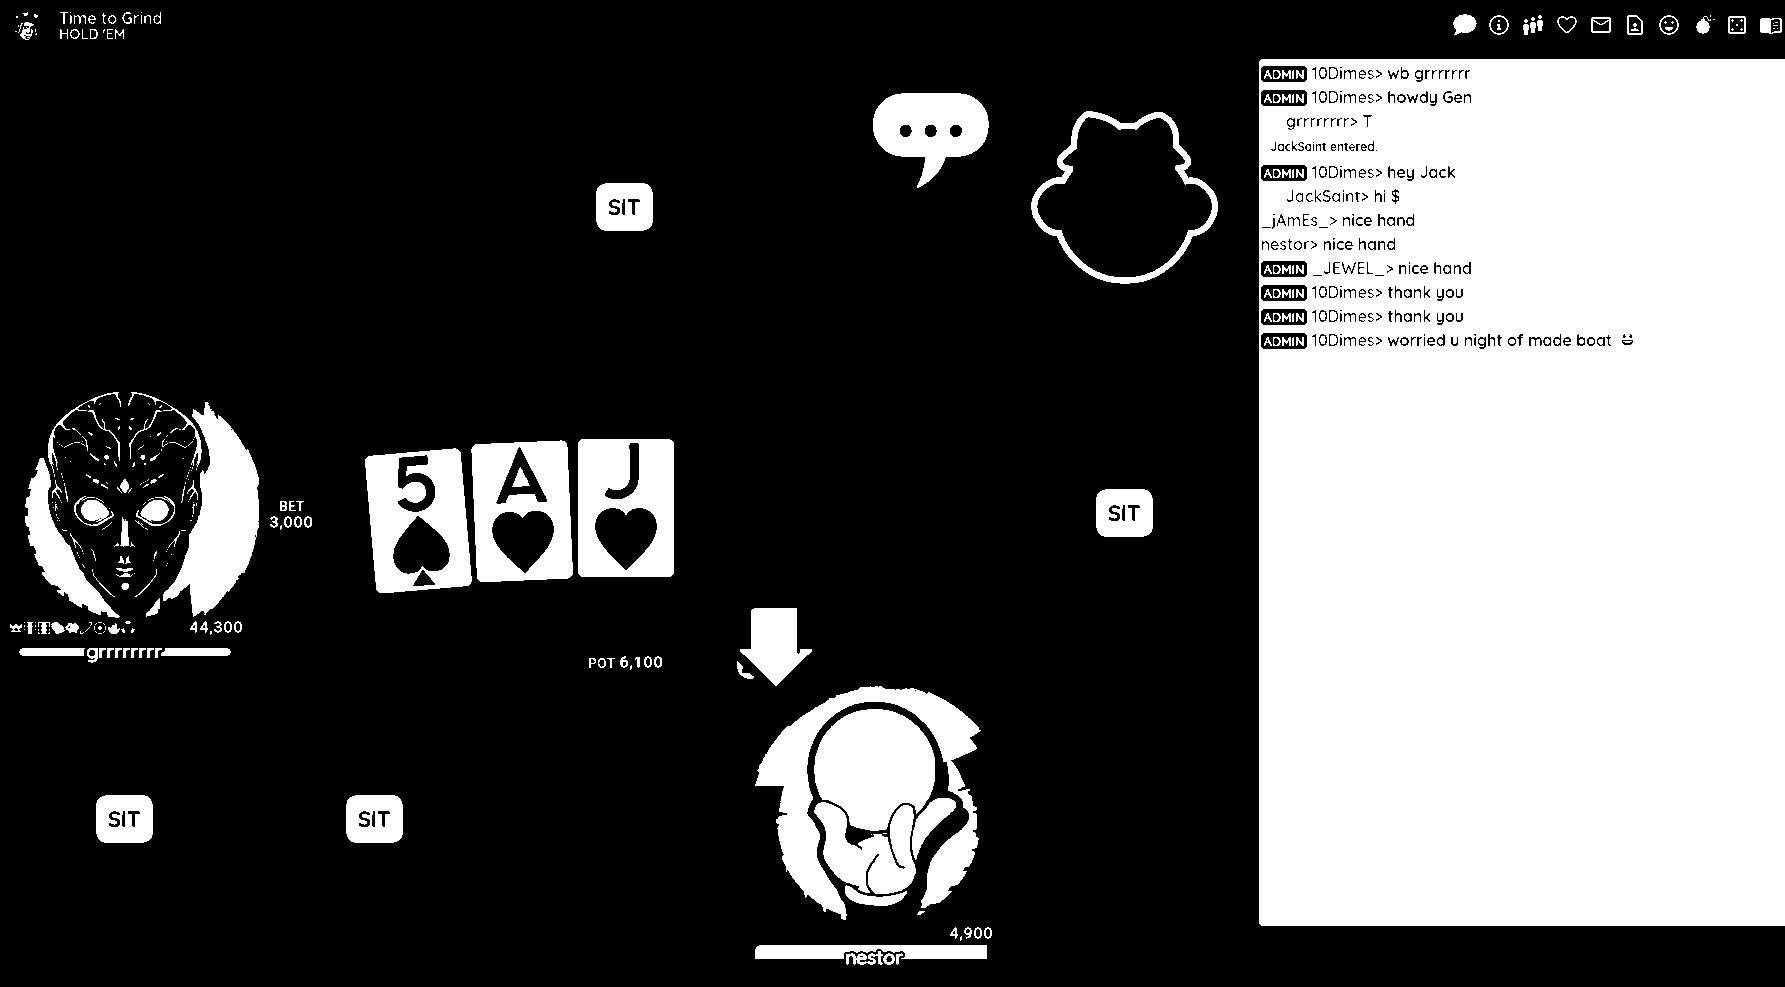 Time to Grind
HOLD 'EM
SIT
BET
3,000
5
A
J
SIT
44,300
grrrrrrrr
POT 6,100
SIT
SIT
4,900
nestor
ADMIN 10Dimes> wb grrrrrrr
ADMIN 10Dimes> howdy Gen
grrrrrrrr> T
JackSaint entered.
ADMIN 10Dimes> hey Jack
JackSaint> hi $
_jAmEs_> nice hand
nestor> nice hand
ADMIN _JEWEL_> nice hand
ADMIN 10Dimes> thank you
ADMIN 10Dimes> thank you
ADMIN 10Dimes> worried u night of made boat